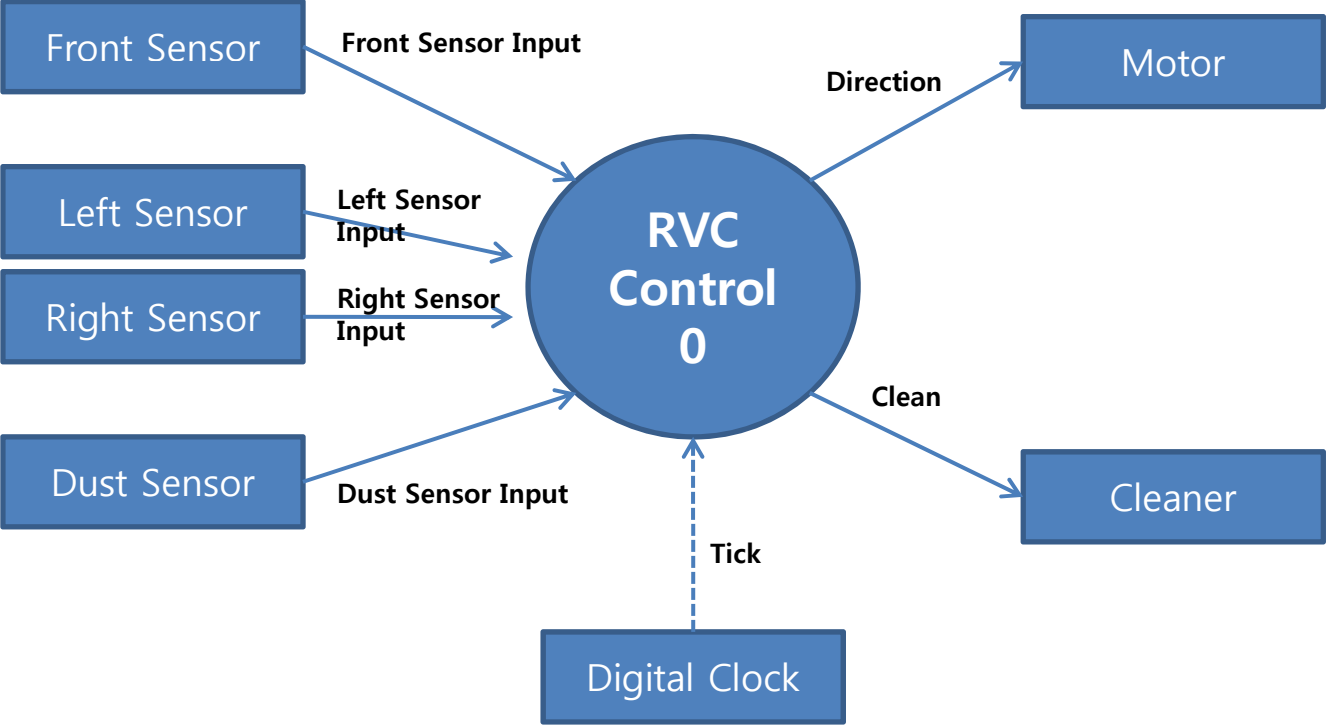 Front Sensor
Front Sensor Input
Motor
Direction
Left Sensor
Left Sensor
Input
RVC
Control
0
Right Sensor
Right Sensor
Input
Clean
Dust Sensor
Dust Sensor Input
Cleaner
Tick
Digital Clock